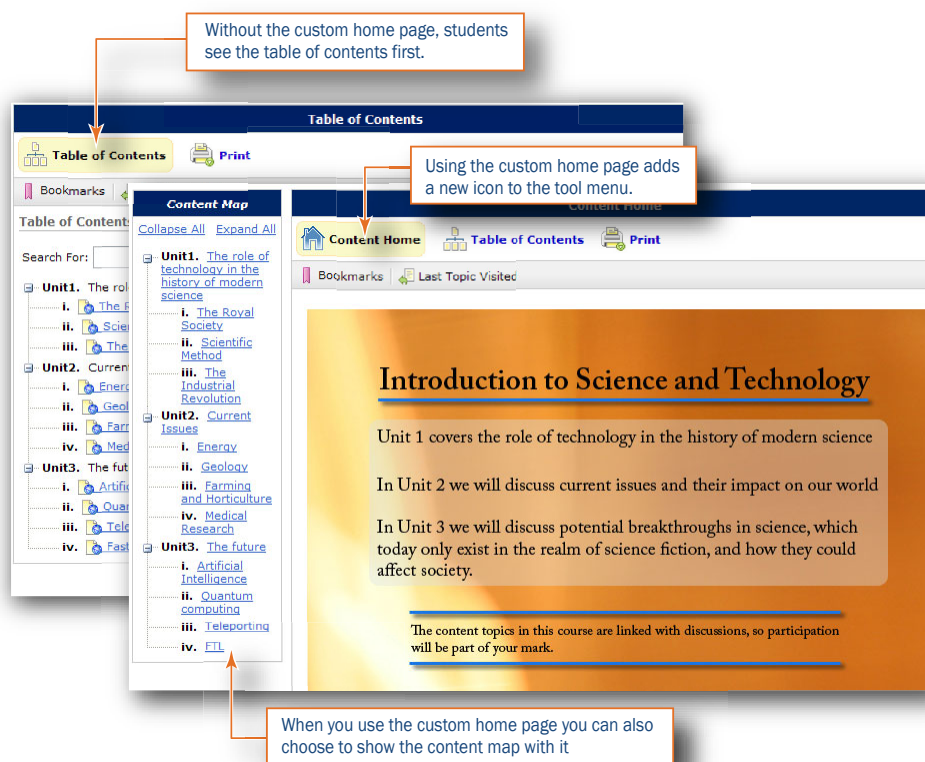 Without the custom home page, students
see the table of contents first.
Table of Contents
Table of Contents
Print
Bookmarks
Table of Contents
Search For:
Unit1. The rol
i. The R
ii. Scie
iii. The
Unit2. Current
i. Energ
ii. Geol
iii. Farr
iv. Med
Unit3. The fut
i. Artific
ii. Quar
iii. Tele
iv. Fast
Using the custom home page adds
a new icon to the tool menu.
Content Map
Collapse All Expand All
Unit1. The role of
technology in the
history of modern
science
i. The Royal
Society
ii. Scientific
Method
iii. The
Industrial
Revolution
Unit2. Current
Issues
i. Energy
ii. Geology
iii. Farming
and Horticulture
iv. Medical
Research
Unit3. The future
i. Artificial
Intelligence
ii. Quantum
computing
iii. Teleporting
iv. FTL
Content Home
Content Home
Table of Contents
Print
Bookmarks
Last Topic Visited
Introduction to Science and Technology
Unit 1 covers the role of technology in the history of modern science
In Unit 2 we will discuss current issues and their impact on our world
In Unit 3 we will discuss potential breakthroughs in science, which
today only exist in the realm of science fiction, and how they could
affect society.
The content topics in this course are linked with discussions, so participation
will be part of your mark.
When you use the custom home page you can also
choose to show the content map with it